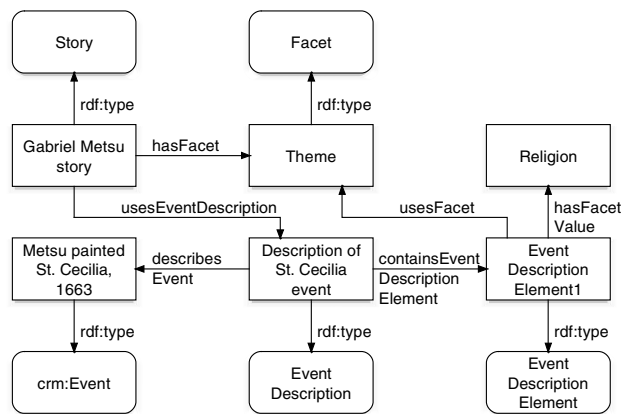 Story
Facet
rdf:type
rdf:type
Gabriel Metsu
story
hasFacet
Theme
Religion
usesEventDescription
usesFacet
hasFacet
Value
Metsu painted
St. Cecilia,
1663
describes
Event
Description of
St. Cecilia
event
containsEvent
Description
Element
Event
Description
Element1
rdf:type
rdf:type
rdf:type
crm:Event
Event
Description
Event
Description
Element